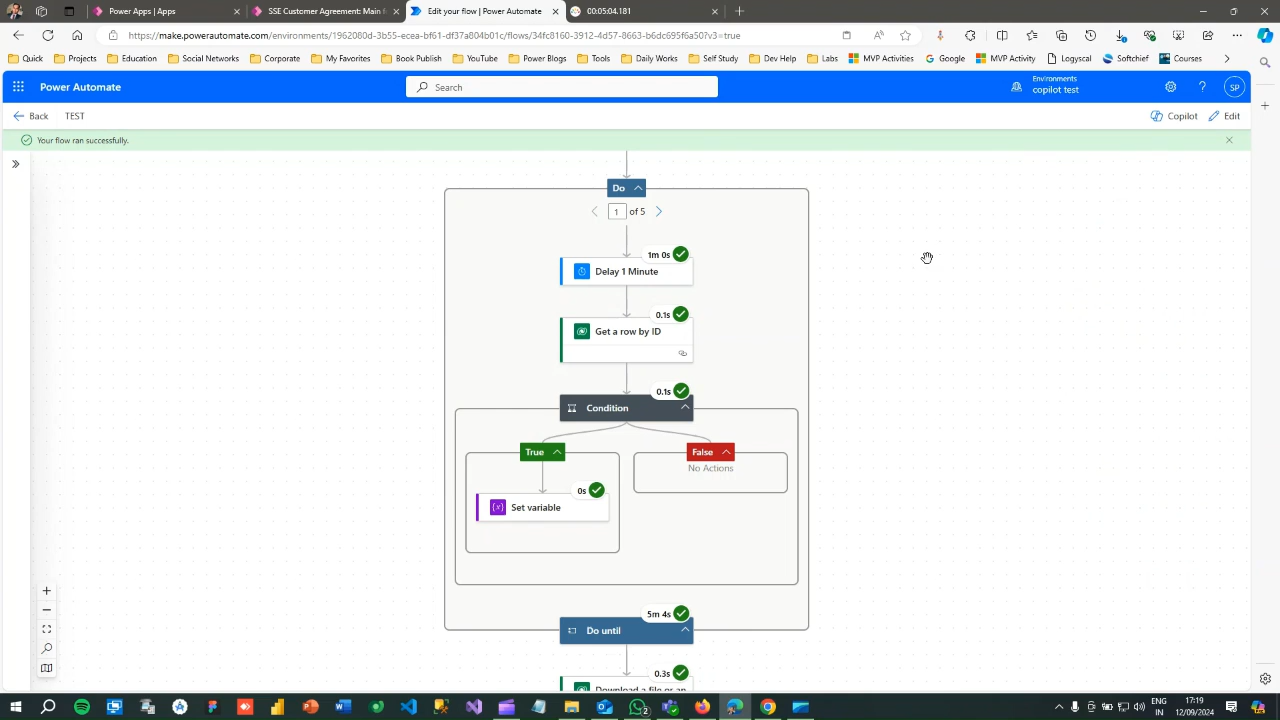 Power Apps | Apps
SSE Customer Agreement: Main f
Edit your flow | Power Automate
00:05:04.181
https://make.powerautomate.com/environments/1962080d-3b55-ecea-bf61-df37a804b01c/flows/34fc8160-3912-4d57-8663-b6dc695f6a50?v3=true
Quick
Projects
Education
Social Networks
Corporate
My Favorites
Book Publish
YouTube
Power Blogs
Tools
Daily Works
Self Study
Dev Help
Labs
MVP Activities
Google
MVP Activity
Logyscal
Softchief
Courses
Power Automate
Search
Environments
copilot test
SP
Back
TEST
Copilot
Edit
Your flow ran successfully.
Do
1 of 5
1m 0s
Delay 1 Minute
0.1s
Get a row by ID
0.1s
Condition
True
False
No Actions
0s
Set variable
5m 4s
Do until
0.3s
Download a file or an
ENG
IN
17:19
12/09/2024